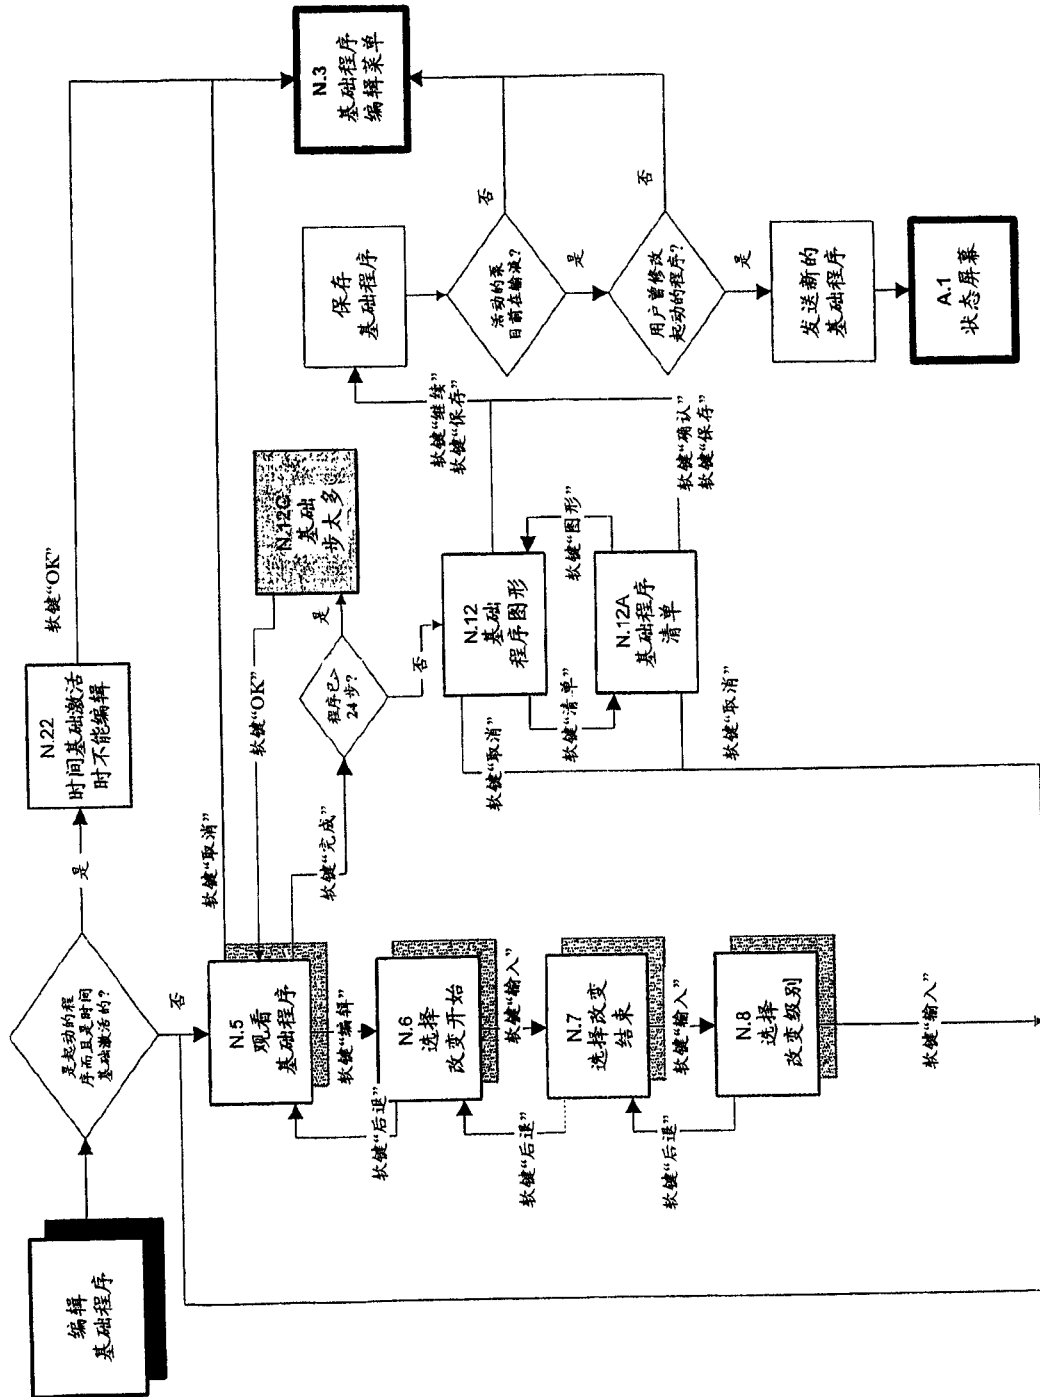 编辑
基础程序
是起动的程
序而且是时间
基础激活的?
是
否
N.22
时间基础激活
时不能编辑
软键“OK”
N.3
基础程序
编辑菜单
软键“取消”
N.5
观看
基础程序
软键“OK”
软键“完成”
程序已>
24步?
是
否
N.12C
基础
步太多
软键“编辑”
软键“后退”
N.6
选择
改变开始
软键“输入”
软键“后退”
N.7
选择改变
结束
软键“输入”
软键“后退”
N.8
选择
改变级别
软键“输入”
N.12
基础
程序图形
软键“取消”
软键“清单”
软键“图形”
N.12A
基础程序
清单
软键“取消”
软键“继续”
软键“保存”
软键“确认”
软键“保存”
保存
基础程序
活动的泵
目前在输液?
否
是
用户曾修改
起动的程序?
否
是
发送新的
基础程序
A.1
状态屏幕